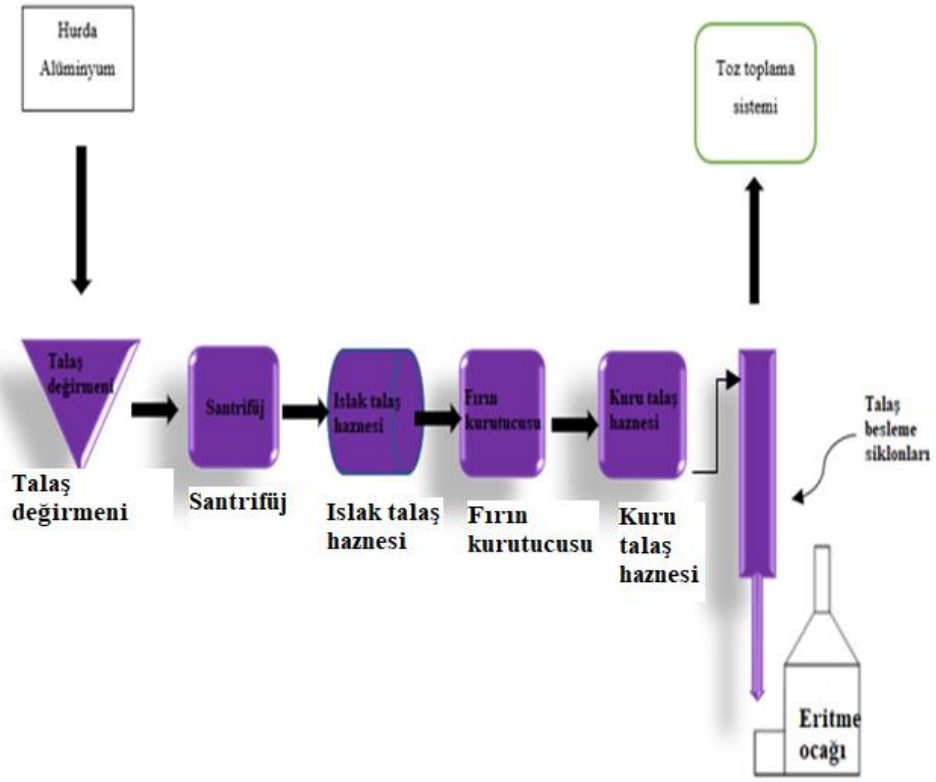 Hurda
Alüminyum
Toz toplama
sistemi
Talaş
değirmeni
Santrifüj
Islak talaş
haznesi
Fırın
kurutucusu
Kuru talaş
haznesi
Talaş
besleme
siklonları
Talaş
değirmeni
Santrifüj
Islak talaş
haznesi
Fırın
kurutucusu
Kuru
talaş
haznesi
Eritme
ocağı